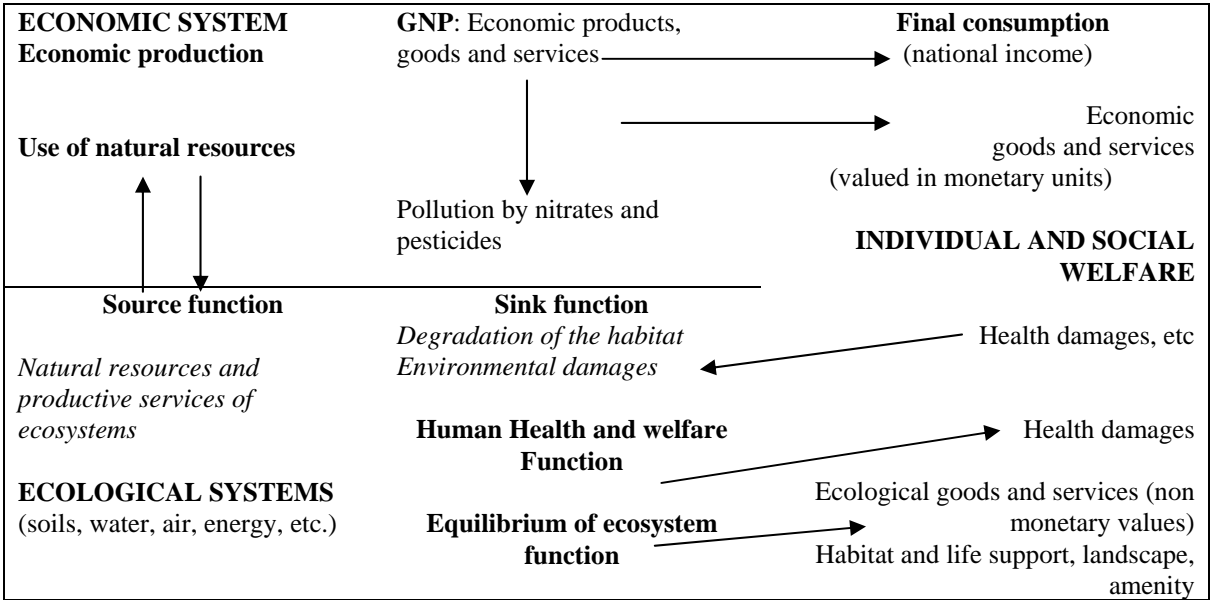 ECONOMIC SYSTEM
Economic production
Use of natural resources
GNP: Economic products,
goods and services
Pollution by nitrates and
pesticides
Final consumption
(national income)
Economic
goods and services
(valued in monetary units)
INDIVIDUAL AND SOCIAL
WELFARE
Source function
Natural resources and
productive services of
ecosystems
ECOLOGICAL SYSTEMS
(soils, water, air, energy, etc.)
Sink function
Degradation of the habitat
Environmental damages
Human Health and welfare
Function
Equilibrium of ecosystem
function
Health damages, etc
Health damages
Ecological goods and services (non
monetary values)
Habitat and life support, landscape,
amenity